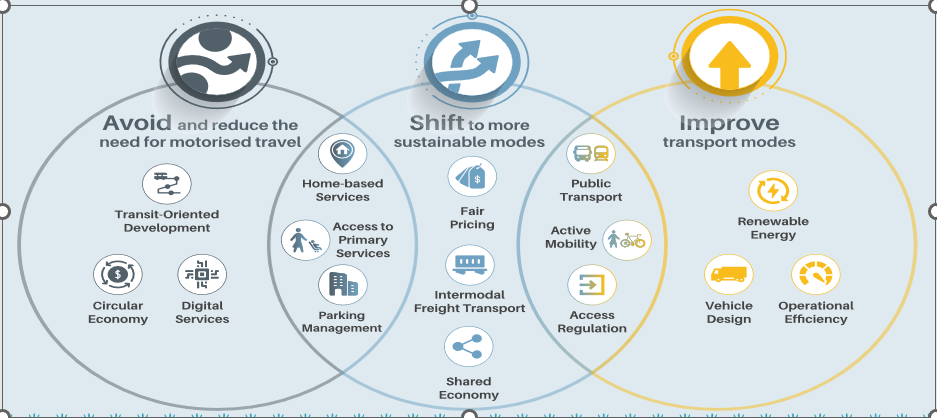 Avoid and reduce the
need for motorised travel
Transit-Oriented
Development
Circular
Economy
Digital
Services
Home-based
Services
Access to
Primary
Services
Parking
Management
Shift to more
sustainable modes
Fair
Pricing
Intermodal
Freight Transport
Shared
Economy
Public
Transport
Active
Mobility
Access
Regulation
Improve
transport modes
Renewable
Energy
Vehicle
Design
Operational
Efficiency